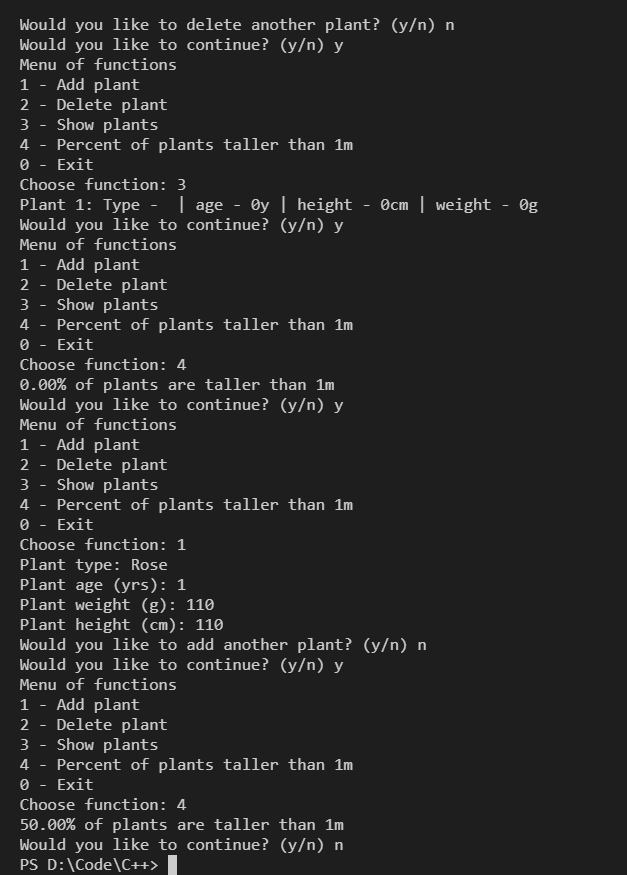 Would you like to delete another plant? (y/n) n
Would you like to continue? (y/n) y
Menu of functions
1 - Add plant
2 - Delete plant
3 - Show plants
4 - Percent of plants taller than 1m
0 - Exit
Choose function: 3
Plant 1: Type -  | age - 0y | height - 0cm | weight - 0g
Would you like to continue? (y/n) y
Menu of functions
1 - Add plant
2 - Delete plant
3 - Show plants
4 - Percent of plants taller than 1m
0 - Exit
Choose function: 4
0.00% of plants are taller than 1m
Would you like to continue? (y/n) y
Menu of functions
1 - Add plant
2 - Delete plant
3 - Show plants
4 - Percent of plants taller than 1m
0 - Exit
Choose function: 1
Plant type: Rose
Plant age (yrs): 1
Plant weight (g): 110
Plant height (cm): 110
Would you like to add another plant? (y/n) n
Would you like to continue? (y/n) y
Menu of functions
1 - Add plant
2 - Delete plant
3 - Show plants
4 - Percent of plants taller than 1m
0 - Exit
Choose function: 4
50.00% of plants are taller than 1m
Would you like to continue? (y/n) n
PS D:\Code\C++>